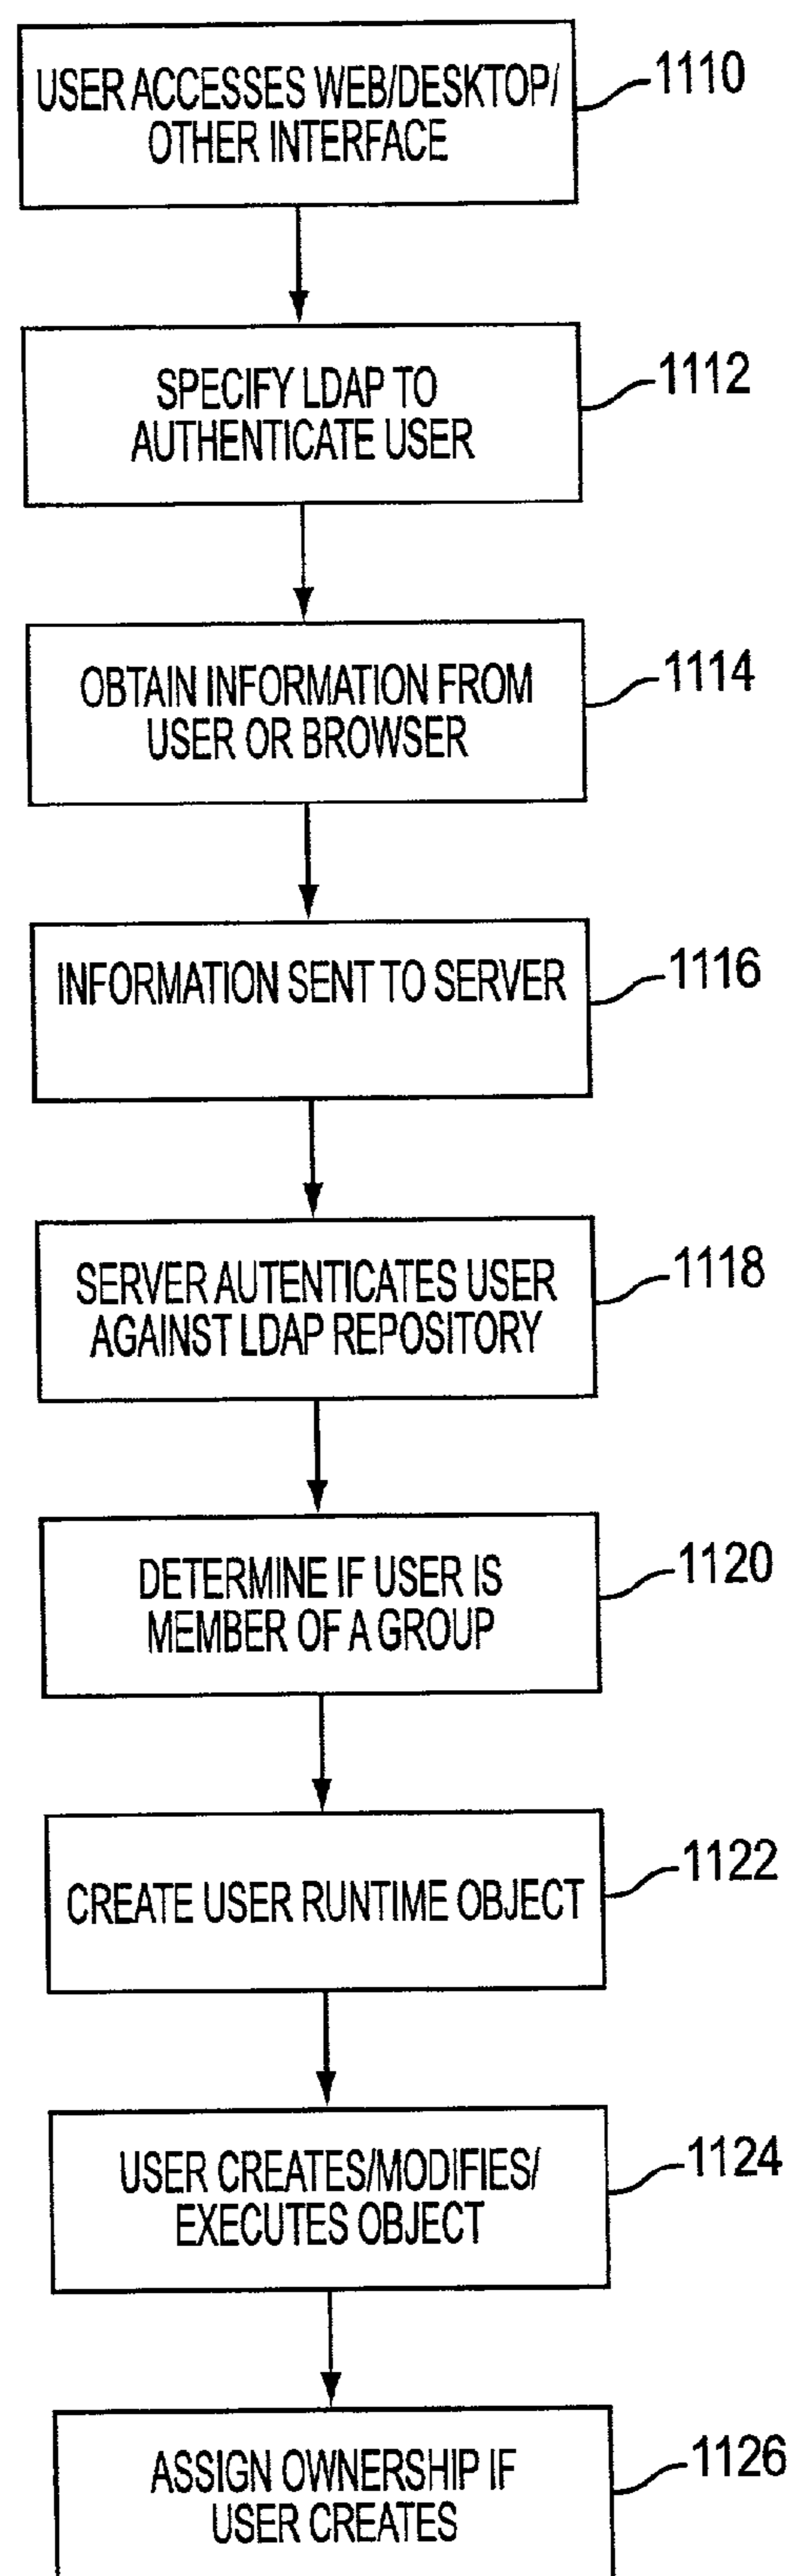 USER ACCESSES WEB/DESKTOP/
OTHER INTERFACE
1110
SPECIFY LDAP TO
AUTHENTICATE USER
1112
OBTAIN INFORMATION FROM
USER OR BROWSER
1114
INFORMATION SENT TO SERVER
1116
SERVER AUTENTICATES USER
AGAINST LDAP REPOSITORY
1118
DETERMINE IF USER IS
MEMBER OF A GROUP
1120
CREATE USER RUNTIME OBJECT
1122
USER CREATES/MODIFIES/
EXECUTES OBJECT
1124
ASSIGN OWNERSHIP IF
USER CREATES
1126